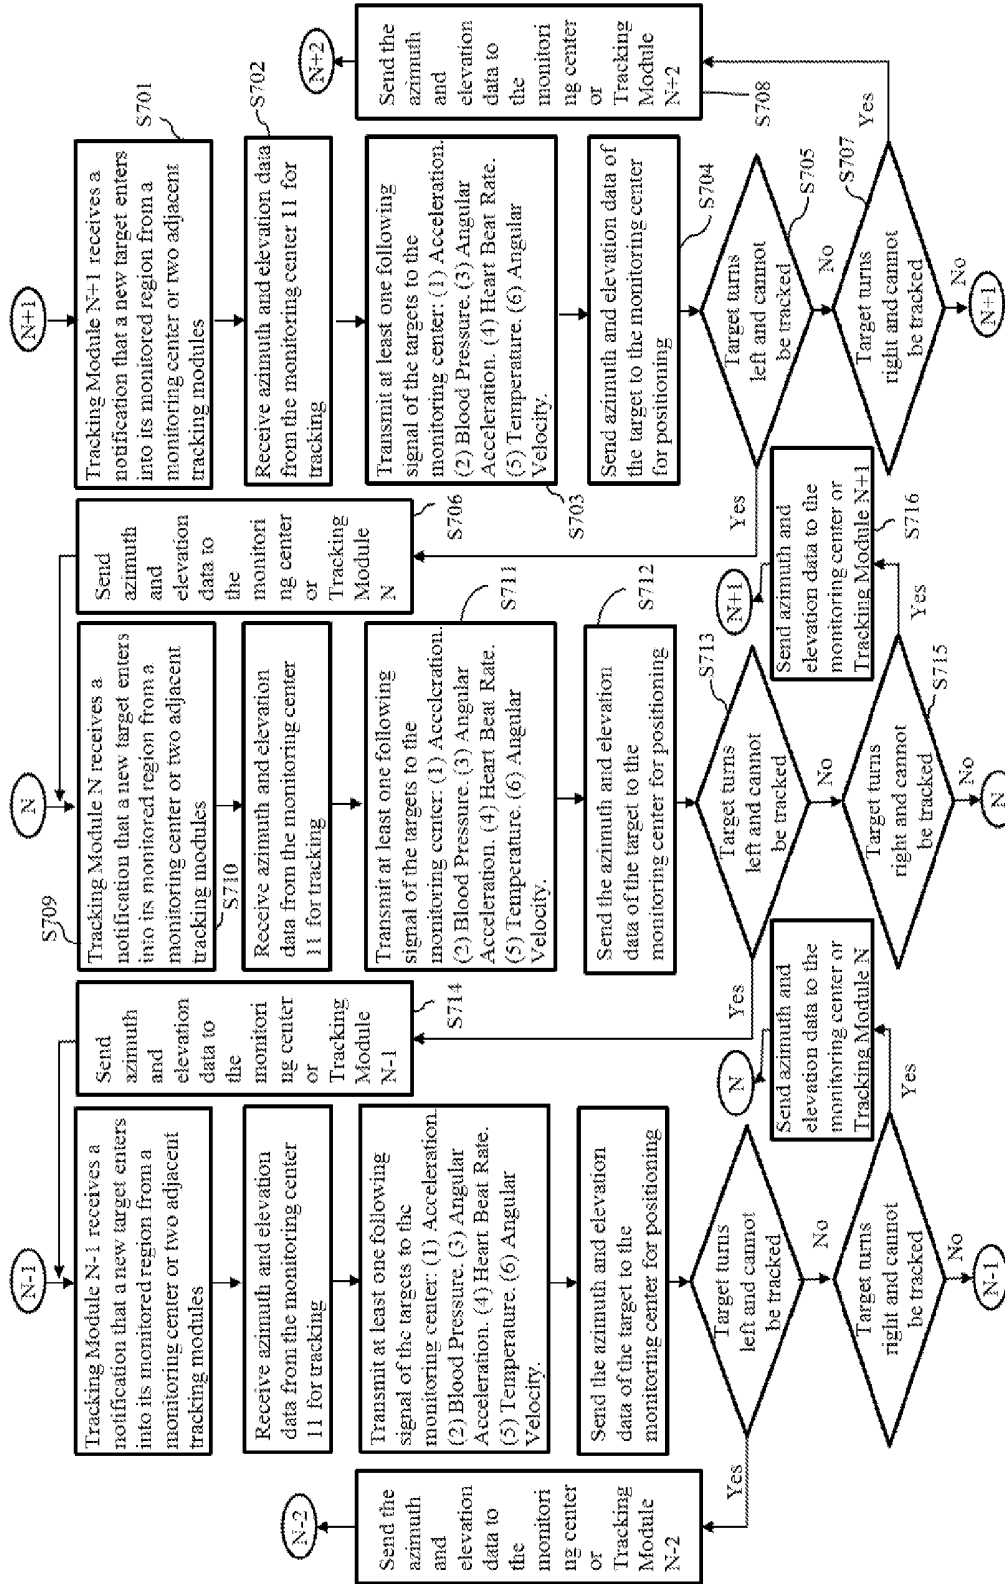 N-1
Tracking Module N-1 receives a
notification that a new target enters
into its monitored region from a
monitoring center or two adjacent
tracking modules
Receive azimuth and elevation
data from the monitoring center
11 for tracking
Transmit at least one following
signal of the targets to the
monitoring center: (1) Acceleration.
(2) Blood Pressure. (3) Angular
Acceleration. (4) Heart Beat Rate.
(5) Temperature. (6) Angular
Velocity.
Send the azimuth and elevation
data of the target to the
monitoring center for positioning
Target turns
left and cannot
be tracked
Yes
No
Send the
azimuth
and
elevation
data to
the
monitori
ng center
or
Tracking
Module
N-2
N-2
Target turns
right and cannot
be tracked
Yes
No
N-1
Send azimuth and
elevation data to the
monitoring center or
Tracking Module N
N
N
S709
Tracking Module N receives a
notification that a new target enters
into its monitored region from a
monitoring center or two adjacent
tracking modules
S710
Receive azimuth and elevation
data from the monitoring center
11 for tracking
S711
Transmit at least one following
signal of the targets to the
monitoring center: (1) Acceleration.
(2) Blood Pressure. (3) Angular
Acceleration. (4) Heart Beat Rate.
(5) Temperature. (6) Angular
Velocity.
S712
Send the azimuth and elevation
data of the target to the
monitoring center for positioning
S713
Target turns
left and cannot
be tracked
Yes
No
S714
Send
azimuth
and
elevation
data to
the
monitori
ng center
or
Tracking
Module
N-1
S715
Target turns
right and cannot
be tracked
Yes
No
N
S716
Send azimuth and
elevation data to the
monitoring center or
Tracking Module N+1
N+1
N+1
S701
Tracking Module N+1 receives a
notification that a new target enters
into its monitored region from a
monitoring center or two adjacent
tracking modules
S702
Receive azimuth and elevation data
from the monitoring center 11 for
tracking
Transmit at least one following
signal of the targets to the
monitoring center: (1) Acceleration.
(2) Blood Pressure. (3) Angular
Acceleration. (4) Heart Beat Rate.
(5) Temperature. (6) Angular
Velocity.
S703
Send azimuth and elevation data of
the target to the monitoring center
for positioning
S704
Target turns
left and cannot
be tracked
S705
Yes
No
Send
azimuth
and
elevation
data to
the
monitori
ng center
or
Tracking
Module
N
S706
S707
Target turns
right and cannot
be tracked
Yes
No
N+1
Send the
azimuth
and
elevation
data to
the
monitori
ng center
or
Tracking
Module
N+2
S708
N+2